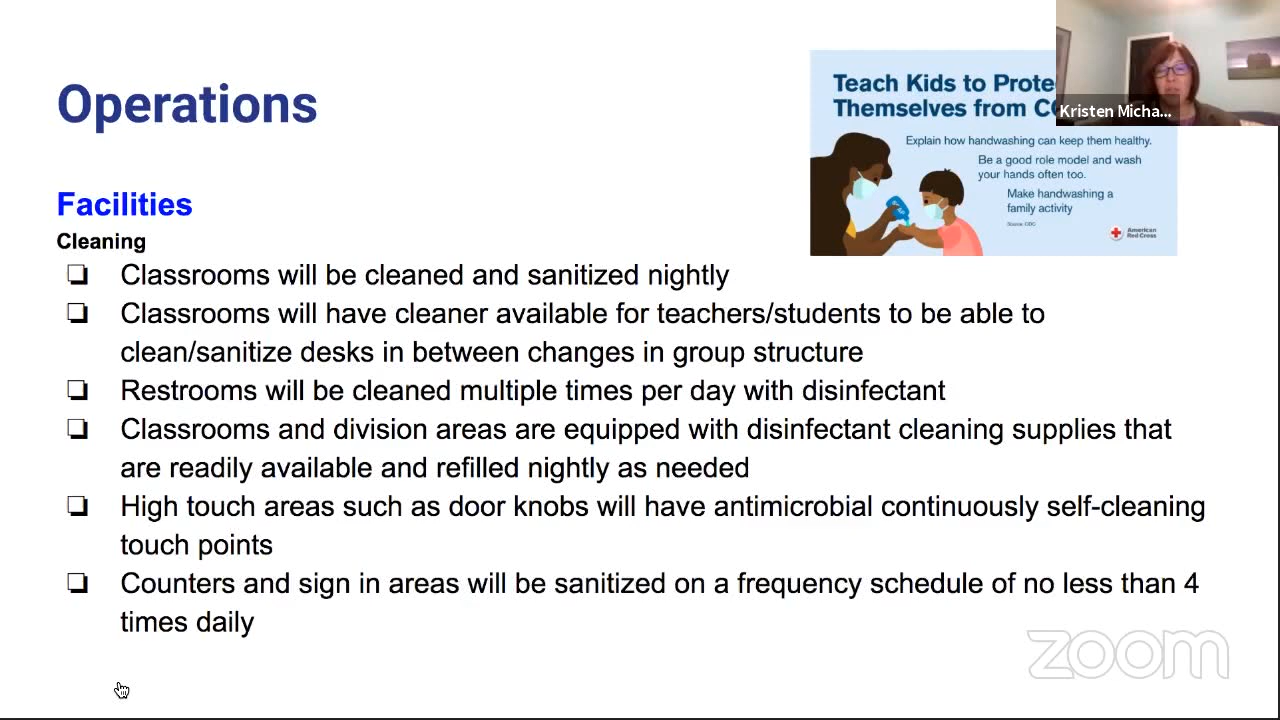 Operations
Teach Kids to Prote
Themselves from CO
Kristen Micha...
Explain how handwashing can keep them healthy.
Be a good role model and wash
your hands often too.
Make handwashing a
family activity
Source: CDC
American
Red Cross
Facilities
Cleaning
Classrooms will be cleaned and sanitized nightly
Classrooms will have cleaner available for teachers/students to be able to
clean/sanitize desks in between changes in group structure
Restrooms will be cleaned multiple times per day with disinfectant
Classrooms and division areas are equipped with disinfectant cleaning supplies that
are readily available and refilled nightly as needed
High touch areas such as door knobs will have antimicrobial continuously self-cleaning
touch points
Counters and sign in areas will be sanitized on a frequency schedule of no less than 4
times daily
zoom